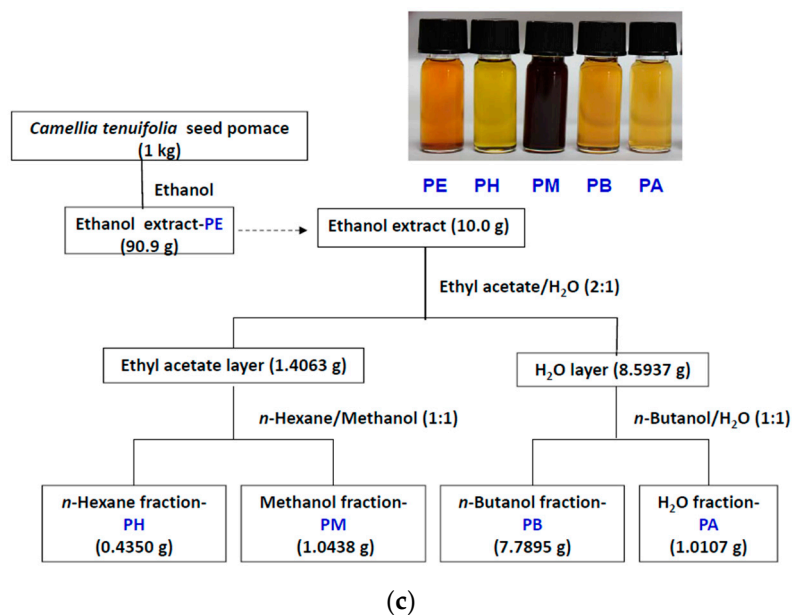 Camellia tenuifolia seed pomace
(1 kg)
PE PH PM PB PA
Ethanol
Ethanol extract-PE
(90.9 g)
Ethanol extract (10.0 g)
Ethyl acetate/H₂O (2:1)
Ethyl acetate layer (1.4063 g)
H₂O layer (8.5937 g)
n-Hexane/Methanol (1:1)
n-Butanol/H₂O (1:1)
n-Hexane fraction-
PH
(0.4350 g)
Methanol fraction-
PM
(1.0438 g)
n-Butanol fraction-
PB
(7.7895 g)
H₂O fraction-
PA
(1.0107 g)
(c)